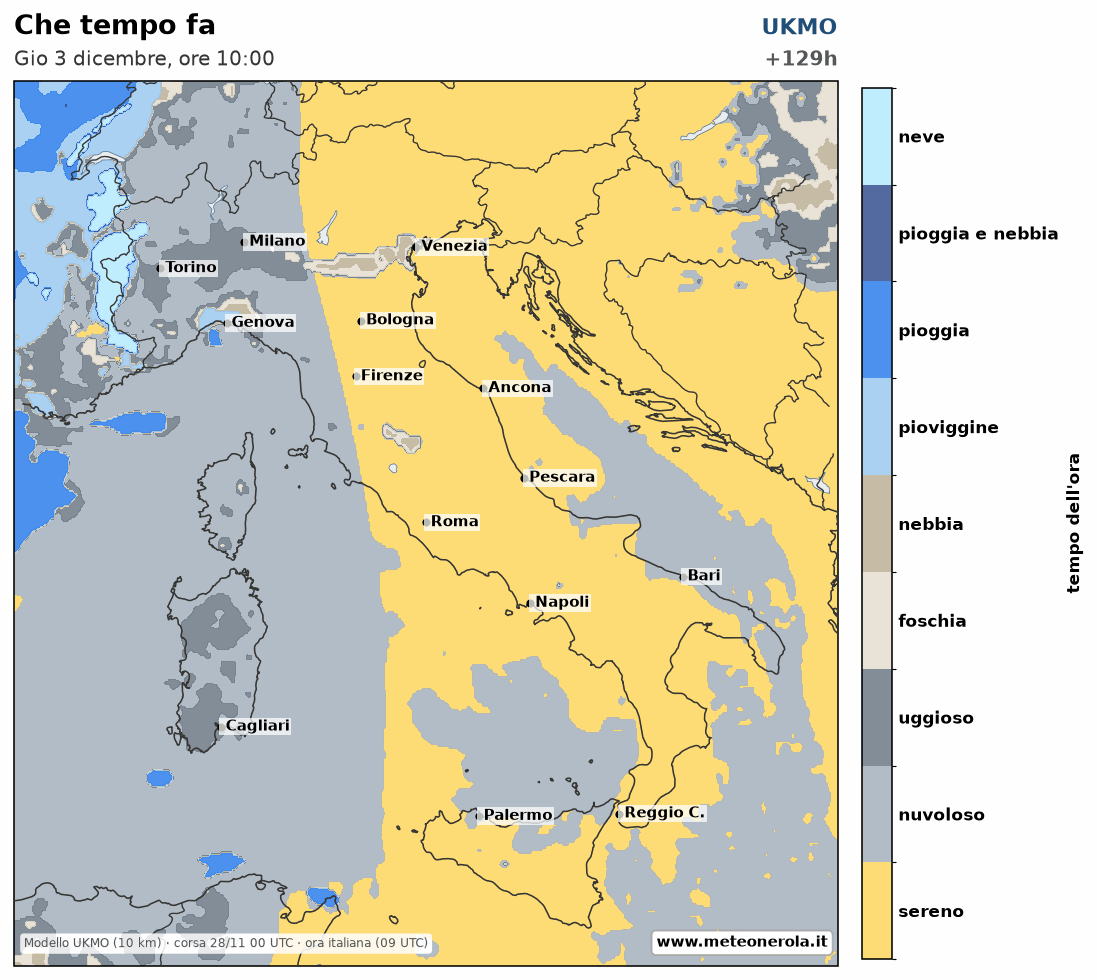 Che tempo fa
UKMO
Gio 3 dicembre, ore 10:00
+129h
neve
pioggia e nebbia
pioggia
pioviggine
nebbia
foschia
uggioso
nuvoloso
sereno
tempo dell'ora
Milano
Venezia
Torino
Genova
Bologna
Firenze
Ancona
Pescara
Roma
Bari
Napoli
Cagliari
Palermo
Reggio C.
Modello UKMO (10 km) · corsa 28/11 00 UTC · ora italiana (09 UTC)
www.meteonerola.it